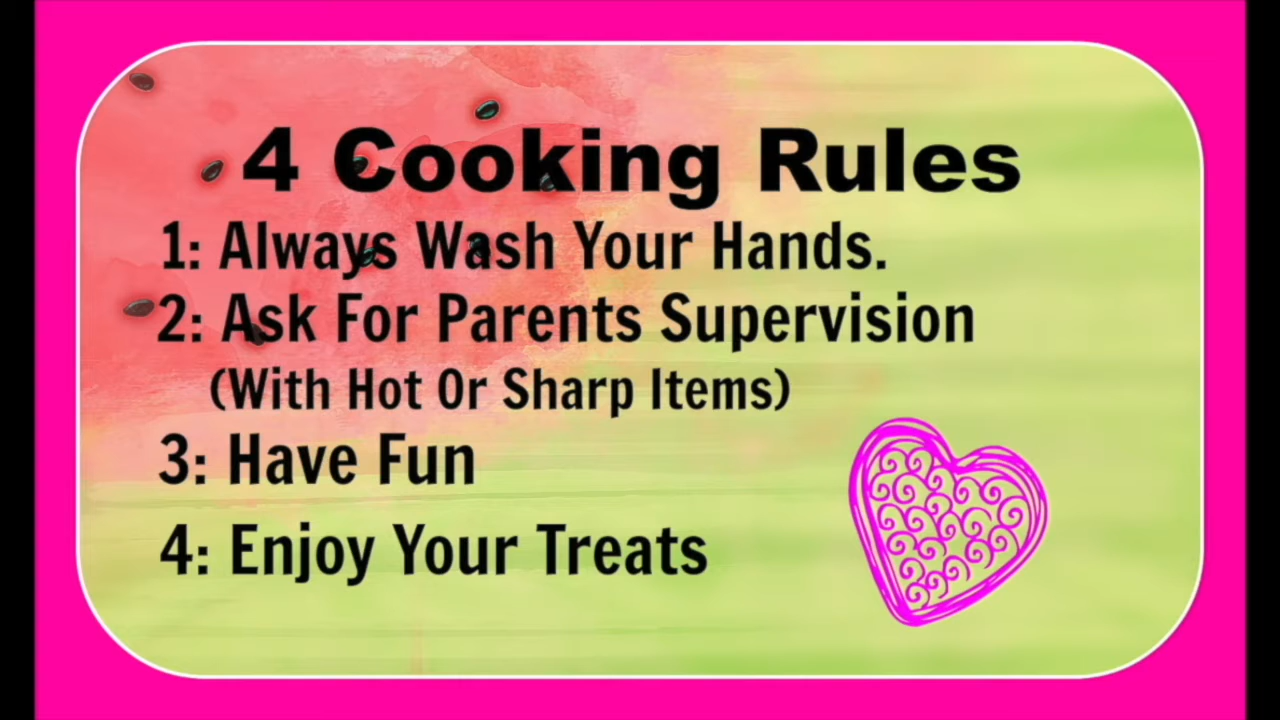 4 Cooking Rules
1: Always Wash Your Hands.
2: Ask For Parents Supervision
(With Hot Or Sharp Items)
3: Have Fun
4: Enjoy Your Treats